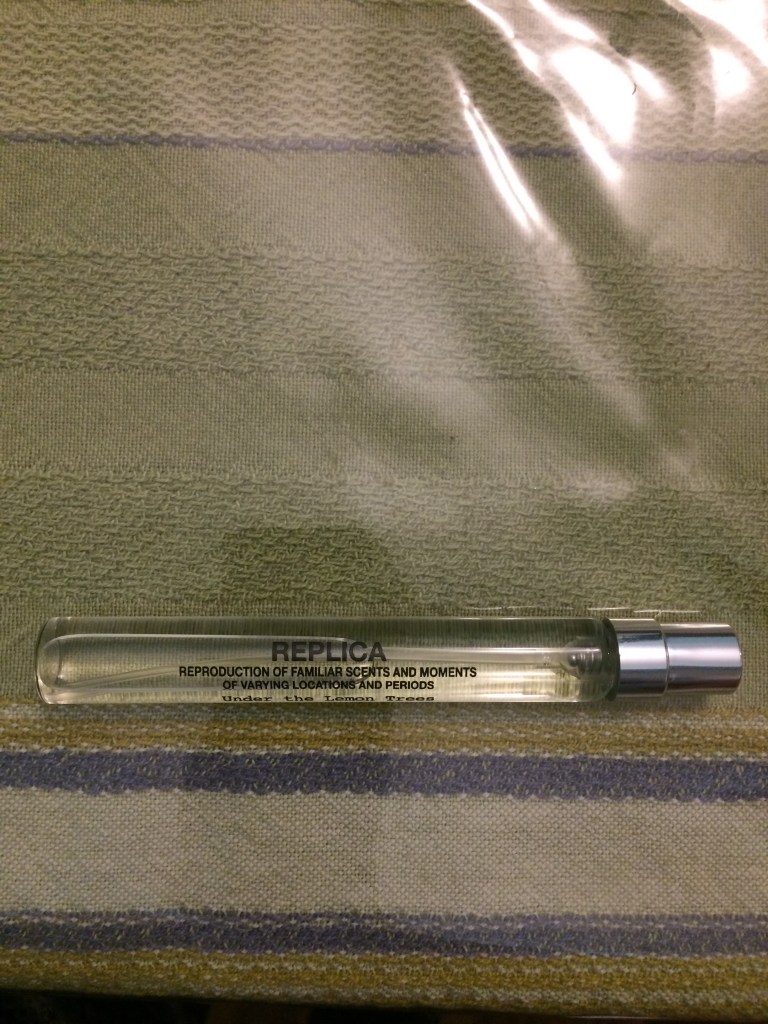 REPLICA
REPRODUCTION OF FAMILIAR SCENTS AND MOMENTS
OF VARYING LOCATIONS AND PERIODS
Under the Lemon Trees